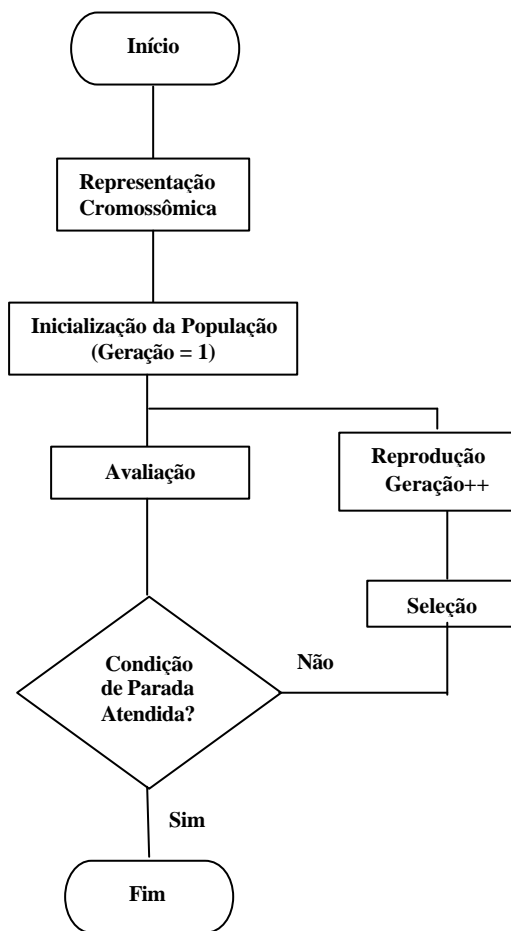 Início
Representação
Cromossômica
Inicialização da População
(Geração = 1)
Avaliação
Reprodução
Geração++
Seleção
Condição
de Parada
Atendida?
Não
Sim
Fim